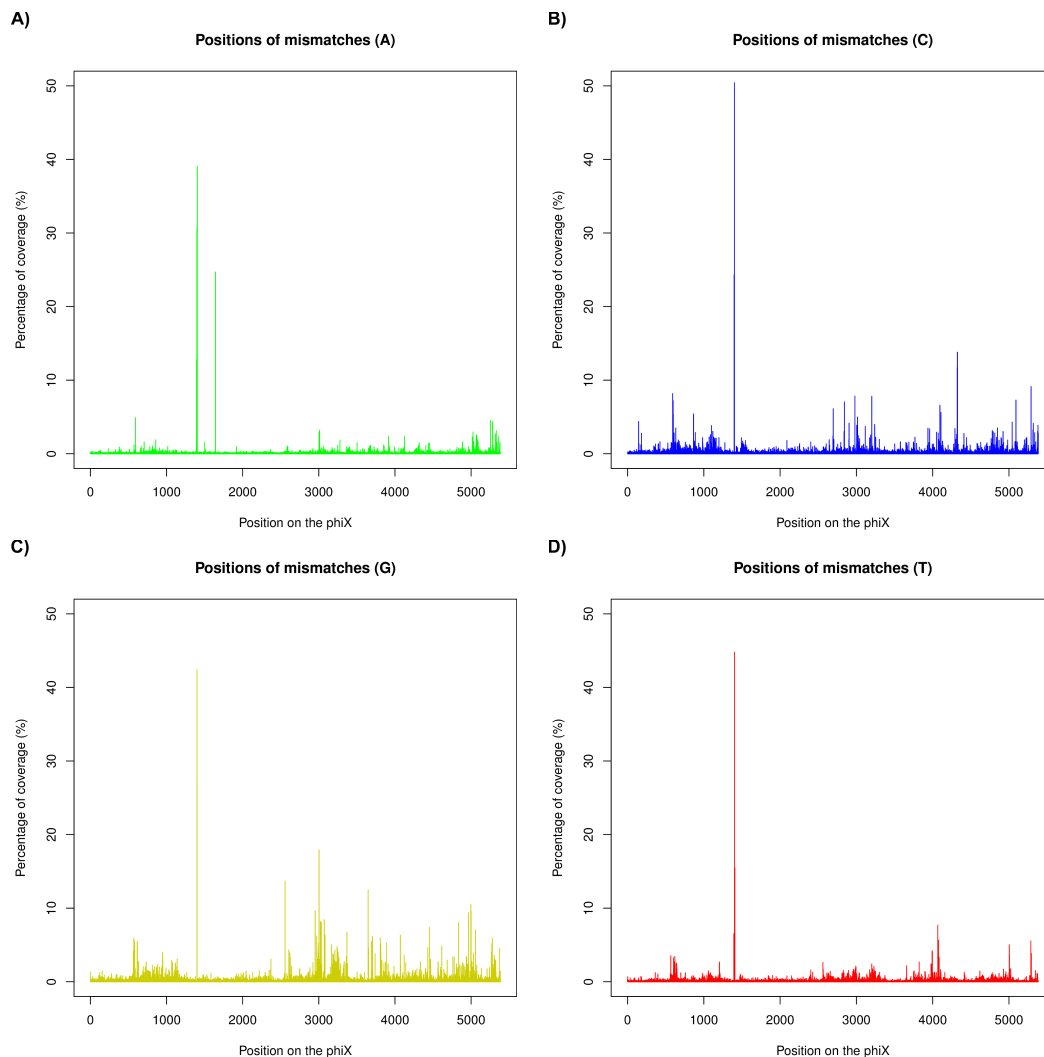 A)
Positions of mismatches (A)
Percentage of coverage (%)
50
40
30
20
10
0
0 1000 2000 3000 4000 5000
Position on the phiX
B)
Positions of mismatches (C)
Percentage of coverage (%)
50
40
30
20
10
0
0 1000 2000 3000 4000 5000
Position on the phiX
C)
Positions of mismatches (G)
Percentage of coverage (%)
50
40
30
20
10
0
0 1000 2000 3000 4000 5000
Position on the phiX
D)
Positions of mismatches (T)
Percentage of coverage (%)
50
40
30
20
10
0
0 1000 2000 3000 4000 5000
Position on the phiX